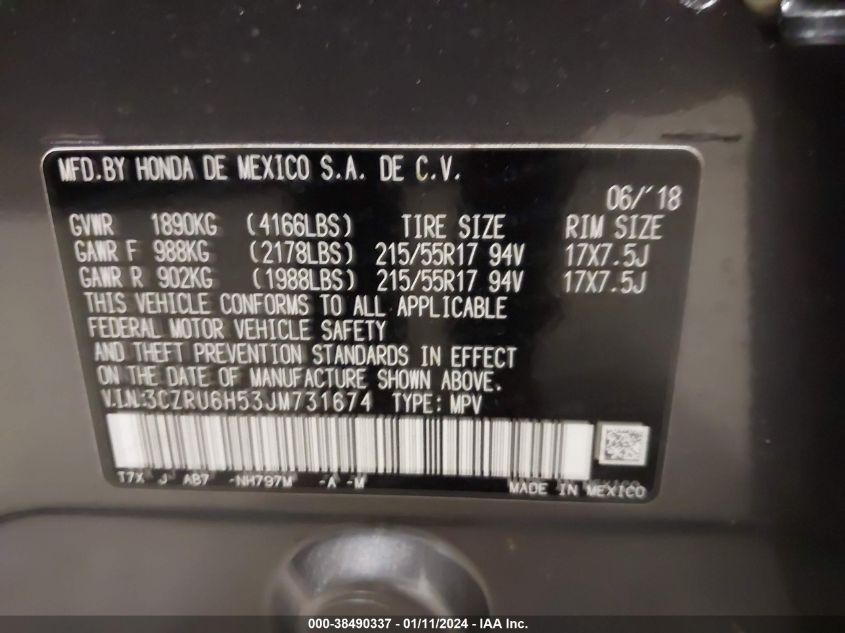 MFD.BY HONDA DE MEXICO S.A. DE C.V.
06/'18
GVWR 1890KG (4166LBS) TIRE SIZE RIM SIZE
GAWR F 988KG (2178LBS) 215/55R17 94V 17X7.5J
GAWR R 902KG (1988LBS) 215/55R17 94V 17X7.5J
THIS VEHICLE CONFORMS TO ALL APPLICABLE
FEDERAL MOTOR VEHICLE SAFETY
AND THEFT PREVENTION STANDARDS IN EFFECT
ON THE DATE OF MANUFACTURE SHOWN ABOVE.
V.I.N:3CZRU6H53JM731674 TYPE: MPV
T7X J AB7 -NH797M -A -M
MADE IN MEXICO
000-38490337 - 01/11/2024 - IAA Inc.